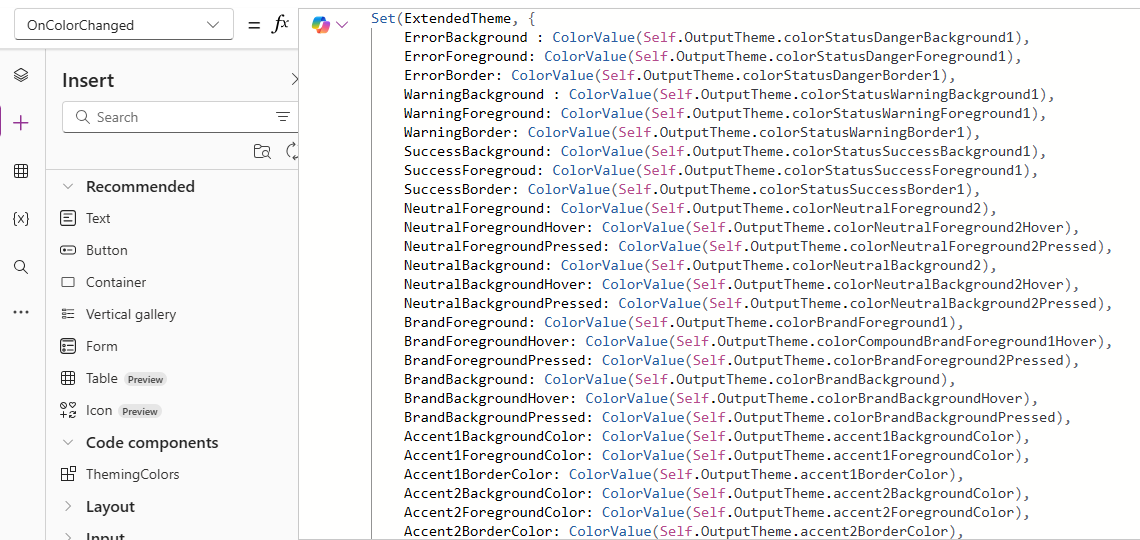 OnColorChanged
= fx
Insert
Search
Recommended
Text
Button
Container
Vertical gallery
Form
Table Preview
Icon Preview
Code components
ThemingColors
Layout
Input
Set(ExtendedTheme, {
ErrorBackground : ColorValue(Self.OutputTheme.colorStatusDangerBackground1),
ErrorForeground: ColorValue(Self.OutputTheme.colorStatusDangerForeground1),
ErrorBorder: ColorValue(Self.OutputTheme.colorStatusDangerBorder1),
WarningBackground : ColorValue(Self.OutputTheme.colorStatusWarningBackground1),
WarningForeground: ColorValue(Self.OutputTheme.colorStatusWarningForeground1),
WarningBorder: ColorValue(Self.OutputTheme.colorStatusWarningBorder1),
SuccessBackground: ColorValue(Self.OutputTheme.colorStatusSuccessBackground1),
SuccessForegroud: ColorValue(Self.OutputTheme.colorStatusSuccessForeground1),
SuccessBorder: ColorValue(Self.OutputTheme.colorStatusSuccessBorder1),
NeutralForeground: ColorValue(Self.OutputTheme.colorNeutralForeground2),
NeutralForegroundHover: ColorValue(Self.OutputTheme.colorNeutralForeground2Hover),
NeutralForegroundPressed: ColorValue(Self.OutputTheme.colorNeutralForeground2Pressed),
NeutralBackground: ColorValue(Self.OutputTheme.colorNeutralBackground2),
NeutralBackgroundHover: ColorValue(Self.OutputTheme.colorNeutralBackground2Hover),
NeutralBackgroundPressed: ColorValue(Self.OutputTheme.colorNeutralBackground2Pressed),
BrandForeground: ColorValue(Self.OutputTheme.colorBrandForeground1),
BrandForegroundHover: ColorValue(Self.OutputTheme.colorCompoundBrandForeground1Hover),
BrandForegroundPressed: ColorValue(Self.OutputTheme.colorBrandForeground2Pressed),
BrandBackground: ColorValue(Self.OutputTheme.colorBrandBackground),
BrandBackgroundHover: ColorValue(Self.OutputTheme.colorBrandBackgroundHover),
BrandBackgroundPressed: ColorValue(Self.OutputTheme.colorBrandBackgroundPressed),
Accent1BackgroundColor: ColorValue(Self.OutputTheme.accent1BackgroundColor),
Accent1ForegroundColor: ColorValue(Self.OutputTheme.accent1ForegroundColor),
Accent1BorderColor: ColorValue(Self.OutputTheme.accent1BorderColor),
Accent2BackgroundColor: ColorValue(Self.OutputTheme.accent2BackgroundColor),
Accent2ForegroundColor: ColorValue(Self.OutputTheme.accent2ForegroundColor),
Accent2BorderColor: ColorValue(Self.OutputTheme.accent2BorderColor),